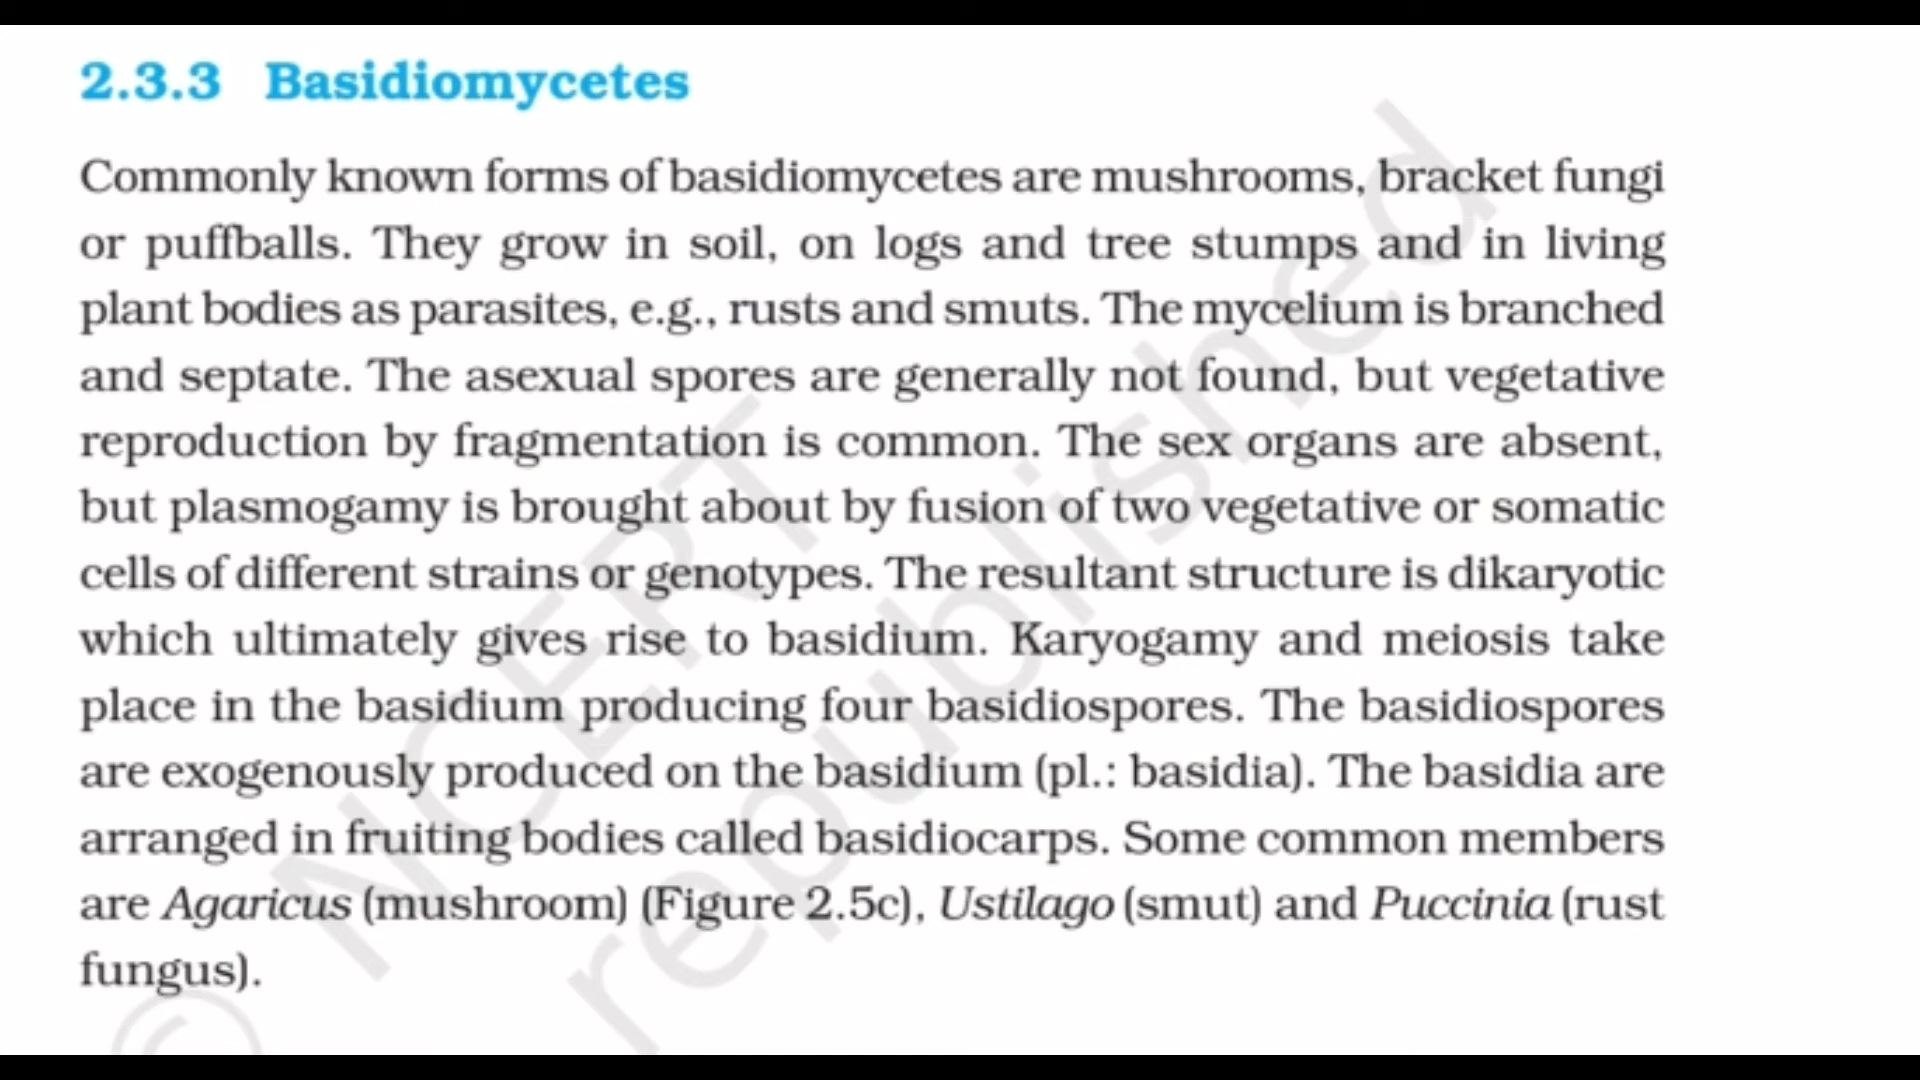 2.3.3 Basidiomycetes
Commonly known forms of basidiomycetes are mushrooms, bracket fungi
or puffballs. They grow in soil, on logs and tree stumps and in living
plant bodies as parasites, e.g., rusts and smuts. The mycelium is branched
and septate. The asexual spores are generally not found, but vegetative
reproduction by fragmentation is common. The sex organs are absent,
but plasmogamy is brought about by fusion of two vegetative or somatic
cells of different strains or genotypes. The resultant structure is dikaryotic
which ultimately gives rise to basidium. Karyogamy and meiosis take
place in the basidium producing four basidiospores. The basidiospores
are exogenously produced on the basidium (pl.: basidia). The basidia are
arranged in fruiting bodies called basidiocarps. Some common members
are Agaricus (mushroom) (Figure 2.5c), Ustilago (smut) and Puccinia (rust
fungus).
© NCERT
republished